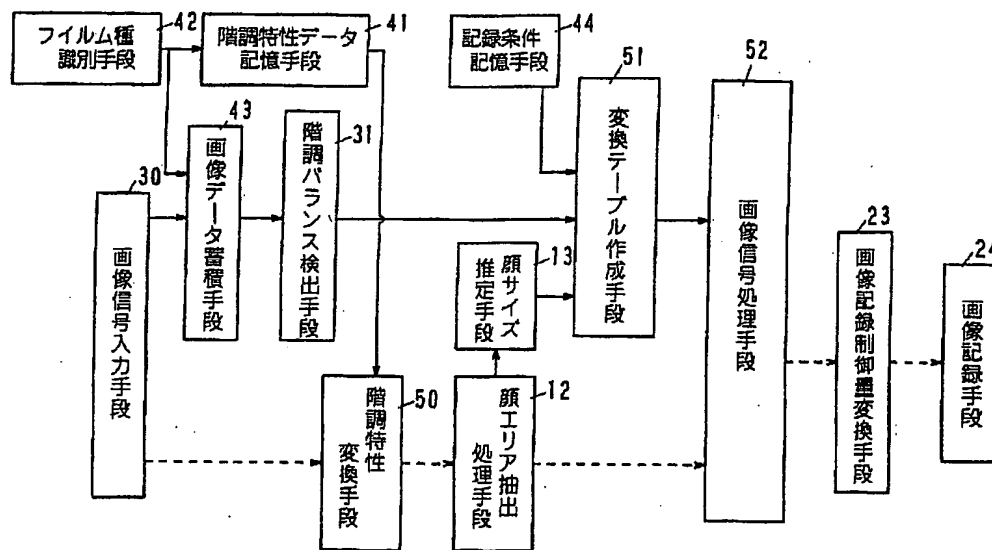 42
フイルム種
識別手段
41
階調特性データ
記憶手段
44
記録条件
記憶手段
51
変換テーブル作成手段
52
画像信号処理手段
43
画像データ蓄積手段
31
階調バランス検出手段
30
画像信号入力手段
13
顔サイズ
推定手段
23
画像記録制御量変換手段
24
画像記録手段
50
階調特性
変換手段
12
顔エリア抽出
処理手段